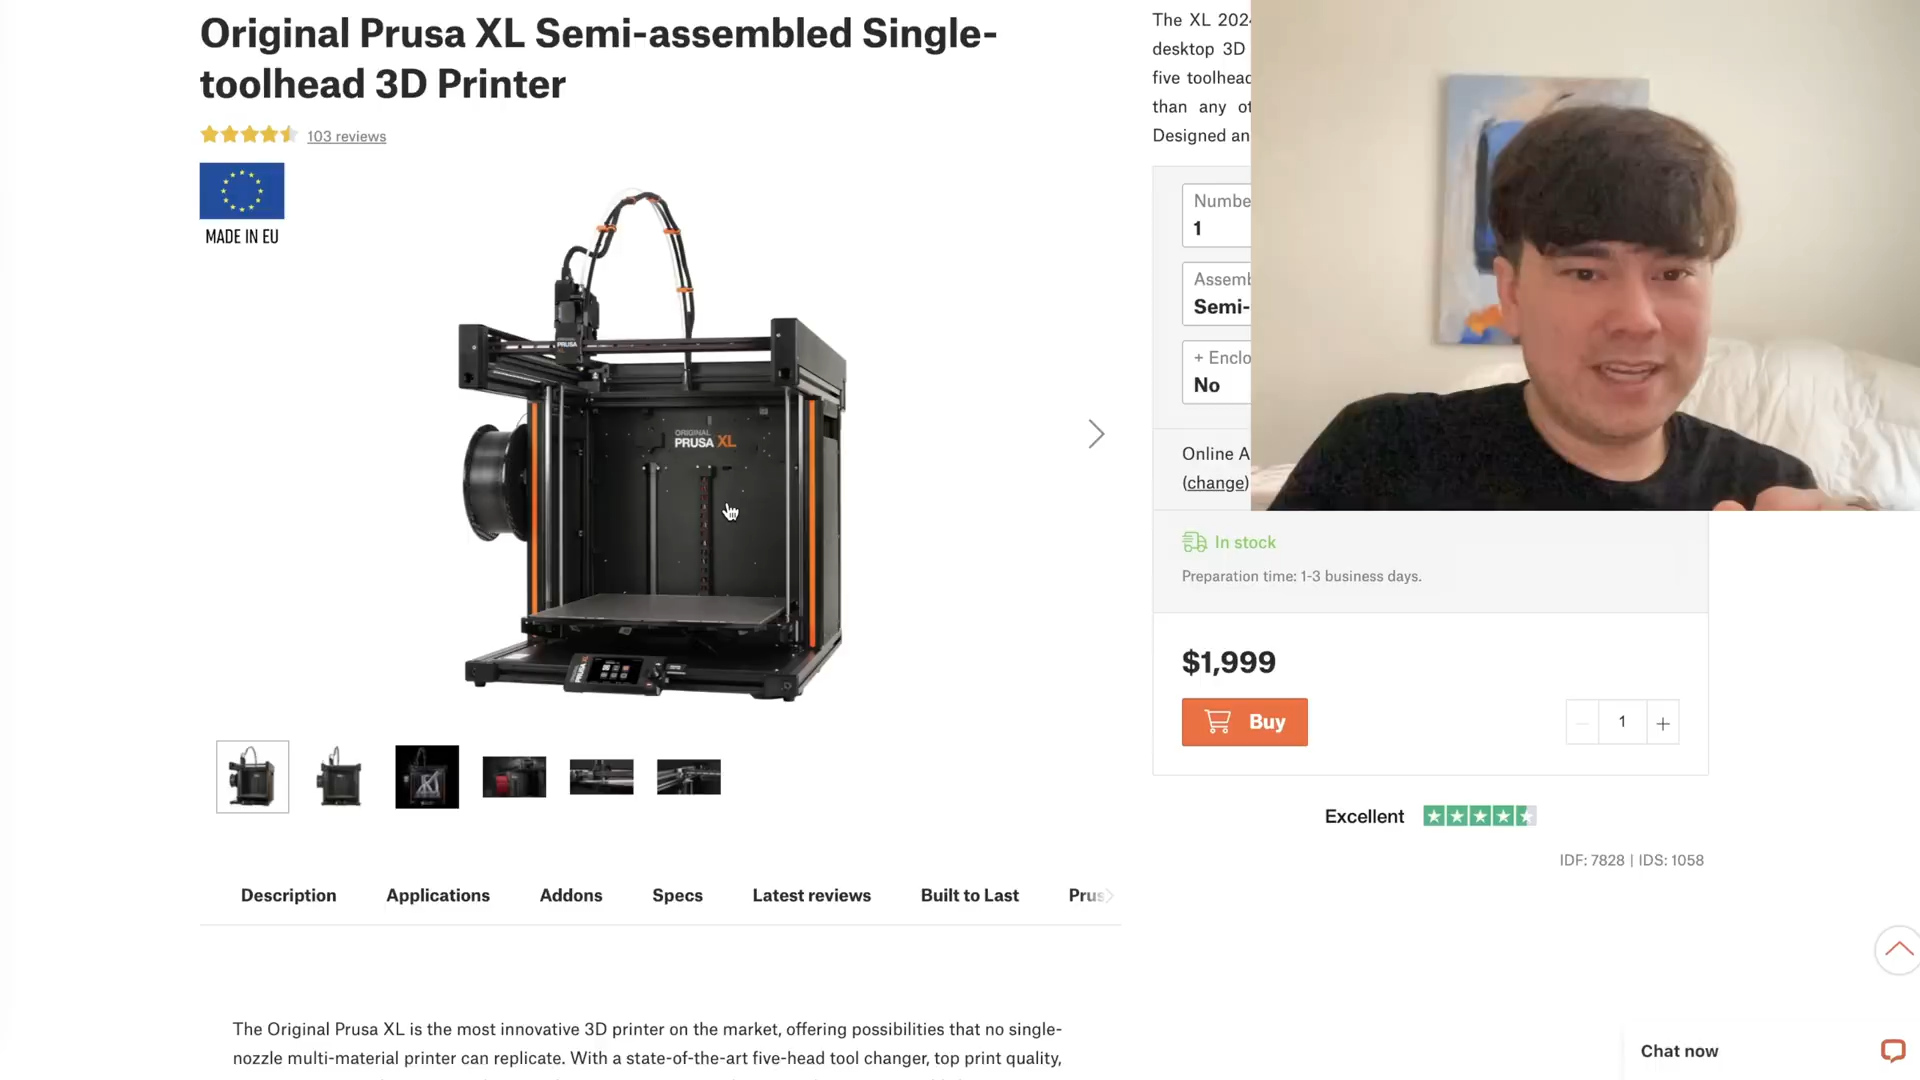 Original Prusa XL Semi-assembled Single-
toolhead 3D Printer
103 reviews
MADE IN EU
ORIGINAL
PRUSA XL
The XL 2024
desktop 3D
five toolhead
than any ot
Designed an
Numbe
1
Assemb
Semi-
+ Enclo
No
Online A
(change)
In stock
Preparation time: 1-3 business days.
$1,999
Buy
1
Excellent
IDF: 7828 | IDS: 1058
Description
Applications
Addons
Specs
Latest reviews
Built to Last
Prus
The Original Prusa XL is the most innovative 3D printer on the market, offering possibilities that no single-
nozzle multi-material printer can replicate. With a state-of-the-art five-head tool changer, top print quality,
Chat now